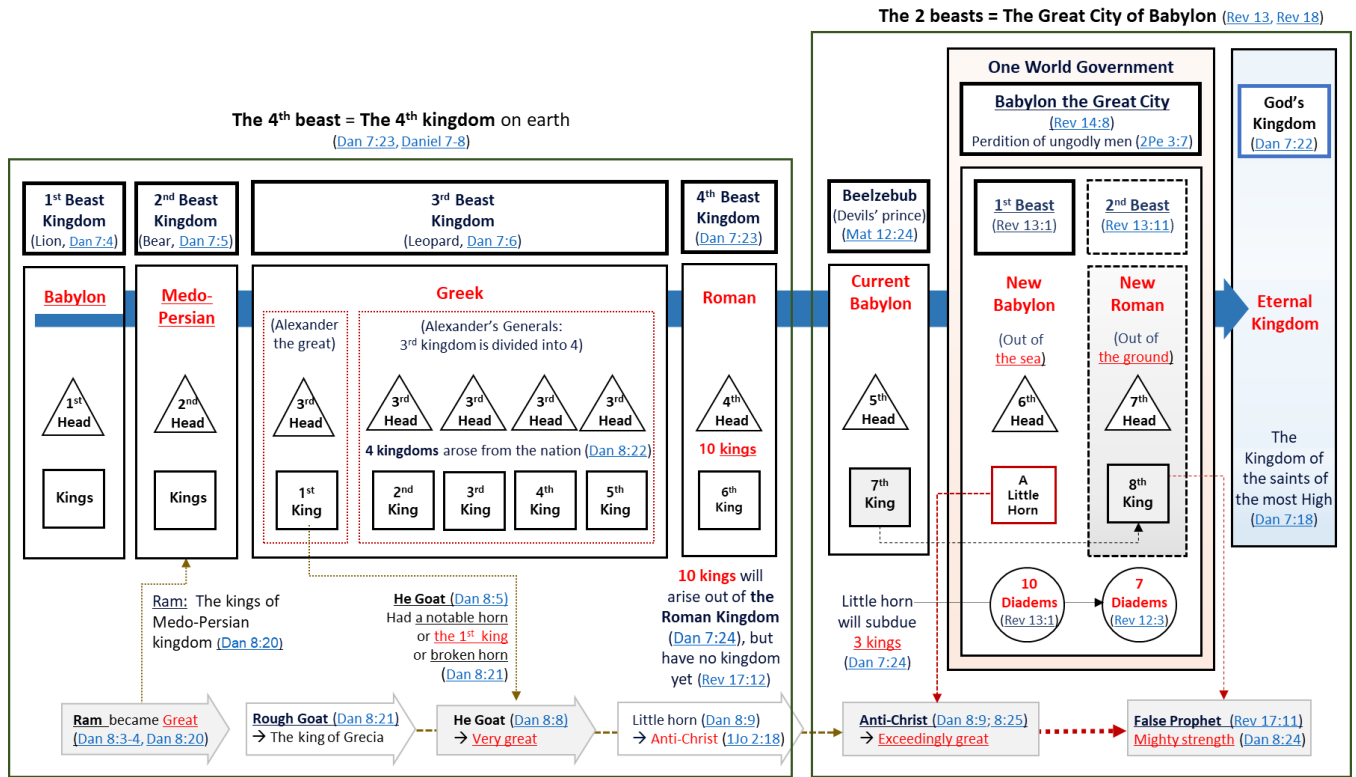 The 2 beasts = The Great City of Babylon (Rev 13, Rev 18)
The 4th beast = The 4th kingdom on earth
(Dan 7:23, Daniel 7-8)
1st Beast
Kingdom
(Lion, Dan 7:4)
2nd Beast
Kingdom
(Bear, Dan 7:5)
3rd Beast
Kingdom
(Leopard, Dan 7:6)
4th Beast
Kingdom
(Dan 7:23)
Babylon
1st
Head
Kings
Medo-
Persian
2nd
Head
Kings
Greek
(Alexander
the great)
3rd
Head
1st
King
(Alexander's Generals:
3rd kingdom is divided into 4)
3rd
Head
3rd
Head
3rd
Head
3rd
Head
4 kingdoms arose from the nation (Dan 8:22)
2nd
King
3rd
King
4th
King
5th
King
Roman
4th
Head
10 kings
6th
King
Beelzebub
(Devils' prince)
(Mat 12:24)
Current
Babylon
5th
Head
7th
King
One World Government
Babylon the Great City
(Rev 14:8)
Perdition of ungodly men (2Pe 3:7)
1st Beast
(Rev 13:1)
New
Babylon
(Out of
the sea)
6th
Head
A
Little
Horn
10
Diadems
(Rev 13:1)
2nd Beast
(Rev 13:11)
New
Roman
(Out of
the ground)
7th
Head
8th
King
7
Diadems
(Rev 12:3)
God's
Kingdom
(Dan 7:22)
Eternal
Kingdom
The
Kingdom of
the saints of
the most High
(Dan 7:18)
Ram: The kings of
Medo-Persian
kingdom (Dan 8:20)
He Goat (Dan 8:5)
Had a notable horn
or the 1st king
or broken horn
(Dan 8:21)
10 kings will
arise out of the
Roman Kingdom
(Dan 7:24), but
have no kingdom
yet (Rev 17:12)
Little horn
will subdue
3 kings
(Dan 7:24)
Ram became Great
(Dan 8:3-4, Dan 8:20)
Rough Goat (Dan 8:21)
→ The king of Grecia
He Goat (Dan 8:8)
→ Very great
Little horn (Dan 8:9)
→ Anti-Christ (1Jo 2:18)
Anti-Christ (Dan 8:9; 8:25)
→ Exceedingly great
False Prophet (Rev 17:11)
Mighty strength (Dan 8:24)